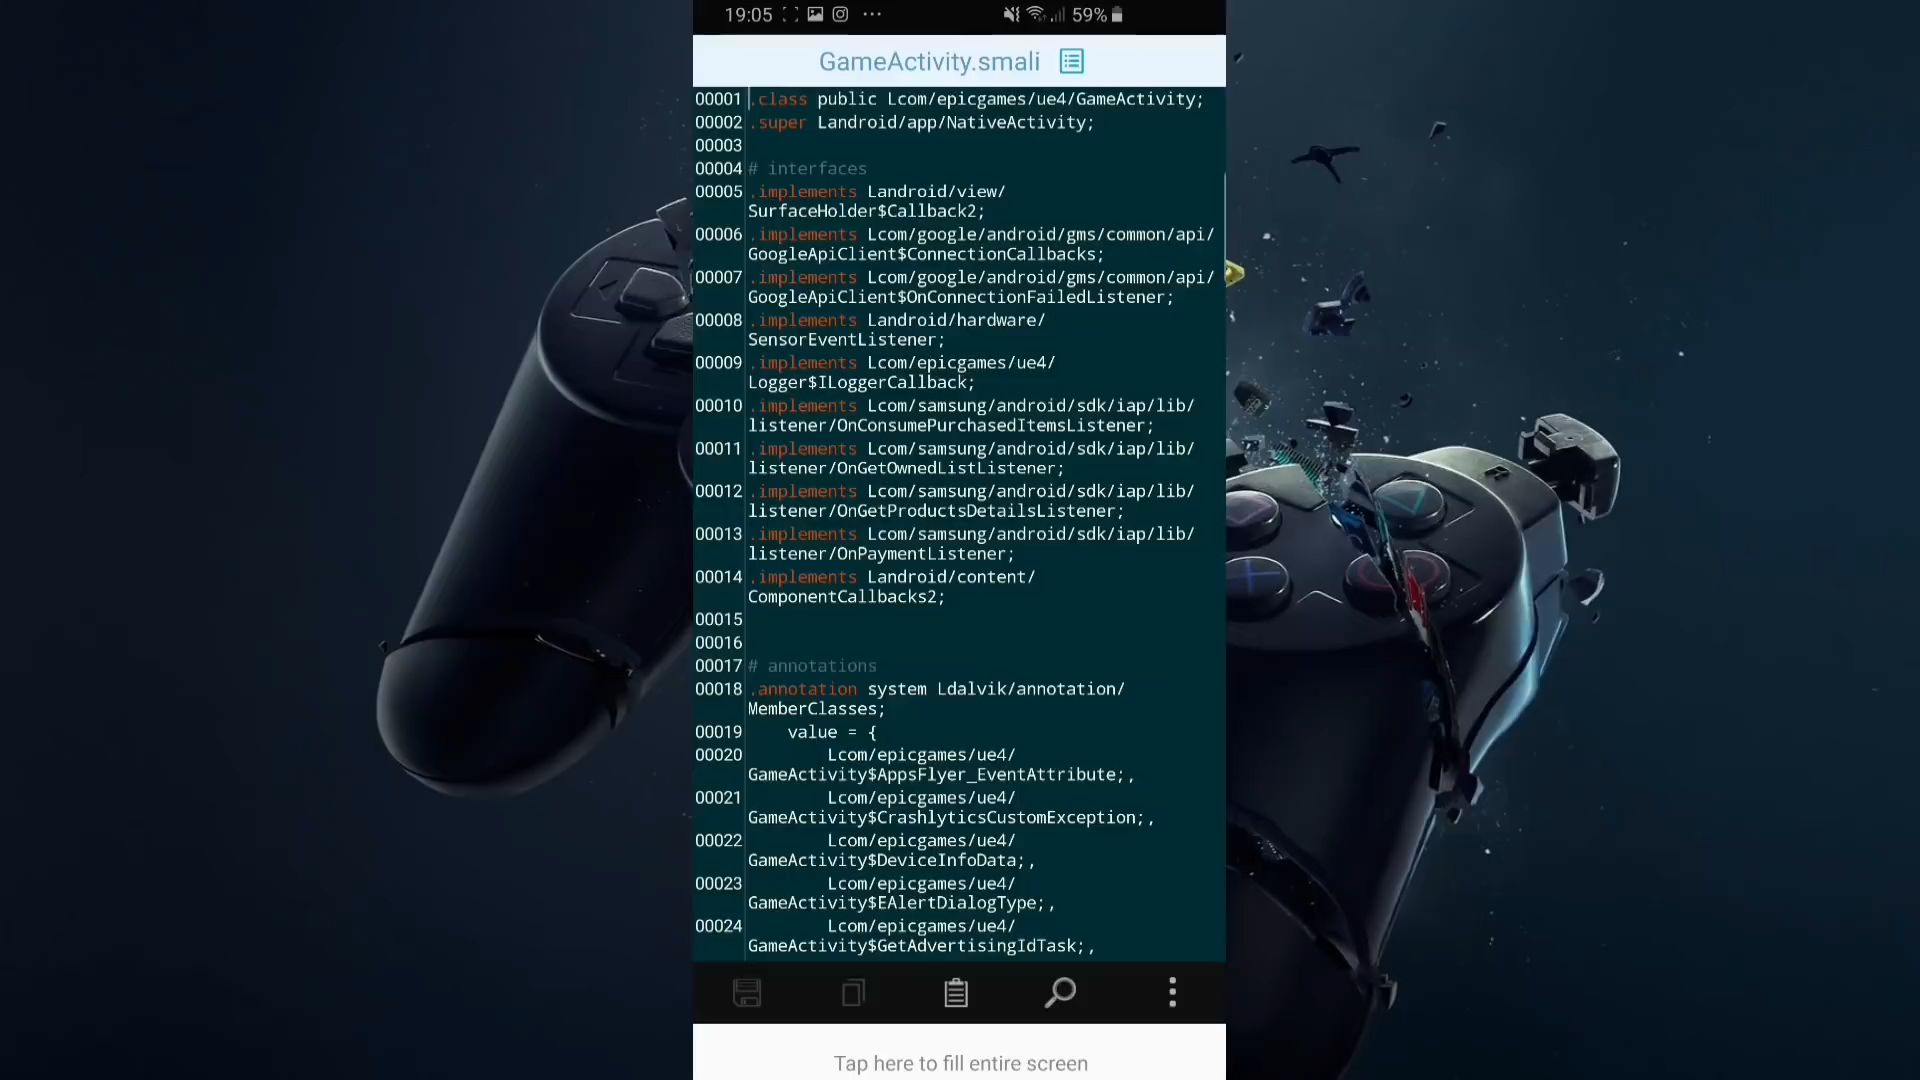 19:05 59%
GameActivity.smali
00001 .class public Lcom/epicgames/ue4/GameActivity;
00002 .super Landroid/app/NativeActivity;
00003
00004 # interfaces
00005 .implements Landroid/view/
SurfaceHolder$Callback2;
00006 .implements Lcom/google/android/gms/common/api/
GoogleApiClient$ConnectionCallbacks;
00007 .implements Lcom/google/android/gms/common/api/
GoogleApiClient$OnConnectionFailedListener;
00008 .implements Landroid/hardware/
SensorEventListener;
00009 .implements Lcom/epicgames/ue4/
Logger$ILoggerCallback;
00010 .implements Lcom/samsung/android/sdk/iap/lib/
listener/OnConsumePurchasedItemsListener;
00011 .implements Lcom/samsung/android/sdk/iap/lib/
listener/OnGetOwnedListListener;
00012 .implements Lcom/samsung/android/sdk/iap/lib/
listener/OnGetProductsDetailsListener;
00013 .implements Lcom/samsung/android/sdk/iap/lib/
listener/OnPaymentListener;
00014 .implements Landroid/content/
ComponentCallbacks2;
00015
00016
00017 # annotations
00018 .annotation system Ldalvik/annotation/
MemberClasses;
00019 value = {
00020 Lcom/epicgames/ue4/
GameActivity$AppsFlyer_EventAttribute;,
00021 Lcom/epicgames/ue4/
GameActivity$CrashlyticsCustomException;,
00022 Lcom/epicgames/ue4/
GameActivity$DeviceInfoData;,
00023 Lcom/epicgames/ue4/
GameActivity$EAlertDialogType;,
00024 Lcom/epicgames/ue4/
GameActivity$GetAdvertisingIdTask;,
Tap here to fill entire screen